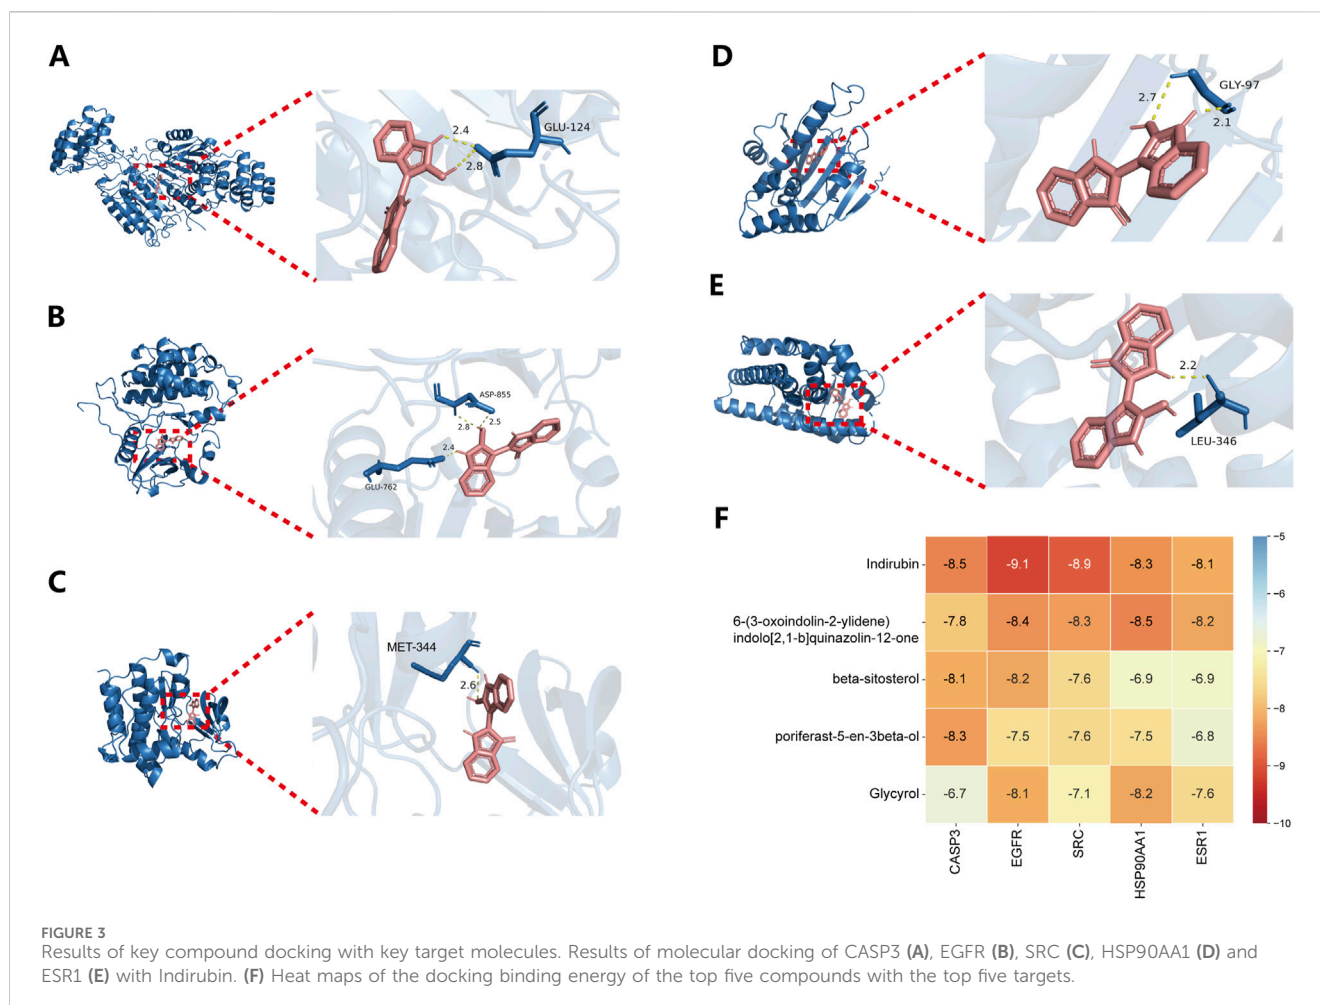 A
2.4
GLU-124
2.8
B
ASP-855
2.8
2.5
2.4
GLU-762
C
MET-344
2.6
D
GLY-97
2.7
2.1
E
2.2
LEU-346
F
Indirubin
-8.5 -9.1 -8.9 -8.3 -8.1
6-(3-oxoindolin-2-ylidene)
indolo[2,1-b]quinazolin-12-one
-7.8 -8.4 -8.3 -8.5 -8.2
beta-sitosterol
-8.1 -8.2 -7.6 -6.9 -6.9
poriferast-5-en-3beta-ol
-8.3 -7.5 -7.6 -7.5 -6.8
Glycyrol
-6.7 -8.1 -7.1 -8.2 -7.6
CASP3
EGFR
SRC
HSP90AA1
ESR1
-5
-6
-7
-8
-9
-10
FIGURE 3
Results of key compound docking with key target molecules. Results of molecular docking of CASP3 (A), EGFR (B), SRC (C), HSP90AA1 (D) and
ESR1 (E) with Indirubin. (F) Heat maps of the docking binding energy of the top five compounds with the top five targets.